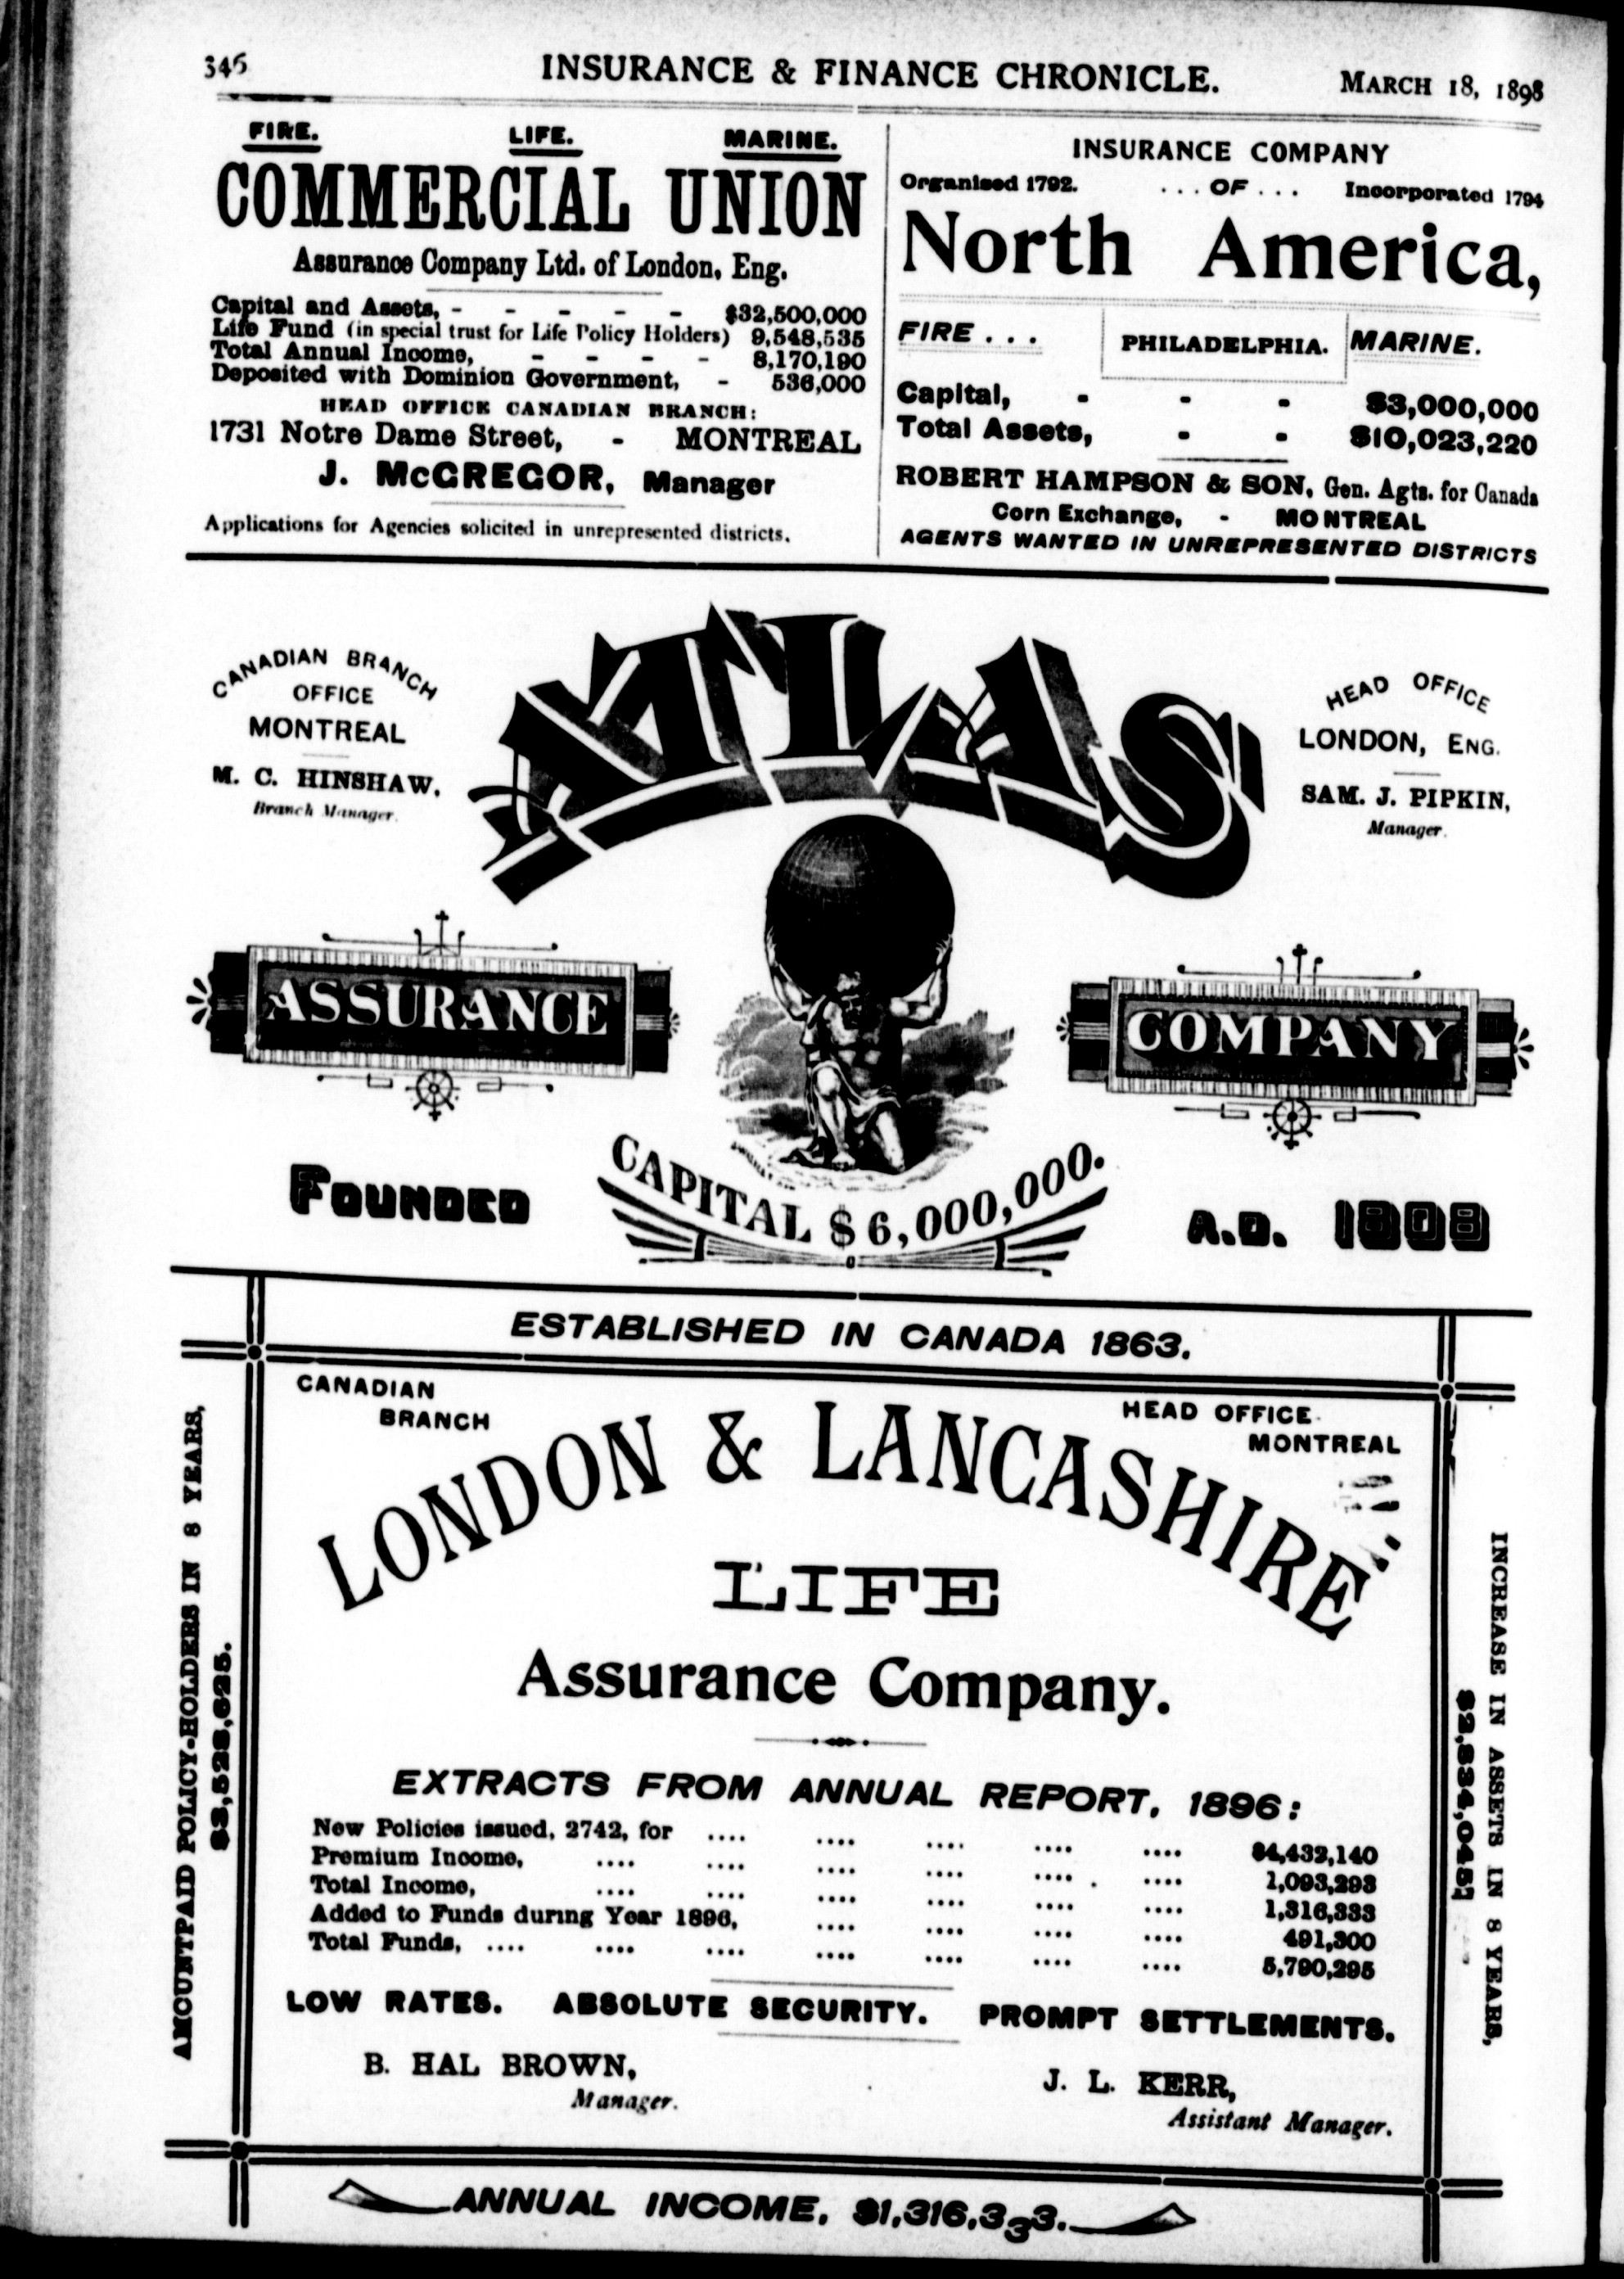 346
INSURANCE & FINANCE CHRONICLE.
MARCH 18, 1898
FIRE. LIFE. MARINE.
COMMERCIAL UNION
Assurance Company Ltd. of London, Eng.
Capital and Assets, - - - - - $32,500,000
Life Fund (in special trust for Life Policy Holders) 9,548,535
Total Annual Income, - - - - 8,170,190
Deposited with Dominion Government, - 536,000
HEAD OFFICE CANADIAN BRANCH:
1731 Notre Dame Street, - MONTREAL
J. McGREGOR, Manager
Applications for Agencies solicited in unrepresented districts.
INSURANCE COMPANY
Organised 1792. ... OF ... Incorporated 1794
North America,
FIRE ... PHILADELPHIA. MARINE.
Capital, - - - $3,000,000
Total Assets, - - $10,023,220
ROBERT HAMPSON & SON, Gen. Agts. for Canada
Corn Exchange, - MONTREAL
AGENTS WANTED IN UNREPRESENTED DISTRICTS
CANADIAN BRANCH
OFFICE
MONTREAL
M. C. HINSHAW,
Branch Manager.
ATLAS
HEAD OFFICE
LONDON, ENG.
SAM. J. PIPKIN,
Manager.
ASSURANCE
COMPANY
FOUNDED
CAPITAL $6,000,000.
A.D. 1808
ESTABLISHED IN CANADA 1863.
CANADIAN
BRANCH
HEAD OFFICE
MONTREAL
LONDON & LANCASHIRE
LIFE
Assurance Company.
EXTRACTS FROM ANNUAL REPORT, 1896:
New Policies issued, 2742, for .... .... .... .... .... $4,432,140
Premium Income, .... .... .... .... .... .... 1,093,293
Total Income, .... .... .... .... .... .... 1,316,333
Added to Funds during Year 1896, .... .... .... .... 491,300
Total Funds, .... .... .... .... .... .... .... 5,790,295
LOW RATES. ABSOLUTE SECURITY. PROMPT SETTLEMENTS.
B. HAL BROWN,
Manager.
J. L. KERR,
Assistant Manager.
ANNUAL INCOME, $1,316,333.
AMOUNT PAID POLICY-HOLDERS IN 8 YEARS,
INCREASE IN ASSETS IN 8 YEARS,